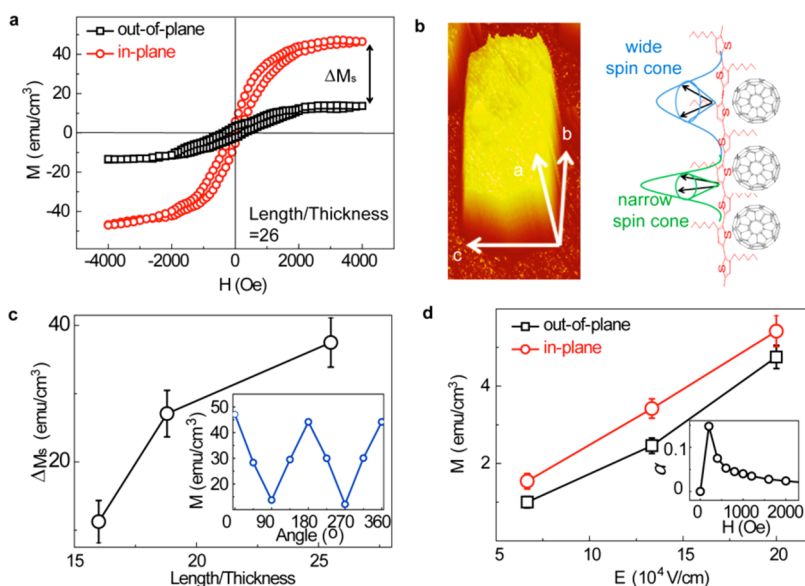 a
out-of-plane
in-plane
M (emu/cm³)
40
20
0
-20
-40
ΔMs
Length/Thickness
=26
-4000 -2000 0 2000 4000
H (Oe)
b
a
b
c
wide
spin cone
narrow
spin cone
S
S
S
S
S
S
c
ΔMs (emu/cm³)
40
30
20
10
15 20 25
Length/Thickness
M (emu/cm³)
50
40
30
20
10
0 90 180 270 360
Angle (º)
d
out-of-plane
in-plane
M (emu/cm³)
4
2
5 10 15 20
E (10⁴ V/cm)
α
0.1
0
0 1000 2000
H (Oe)